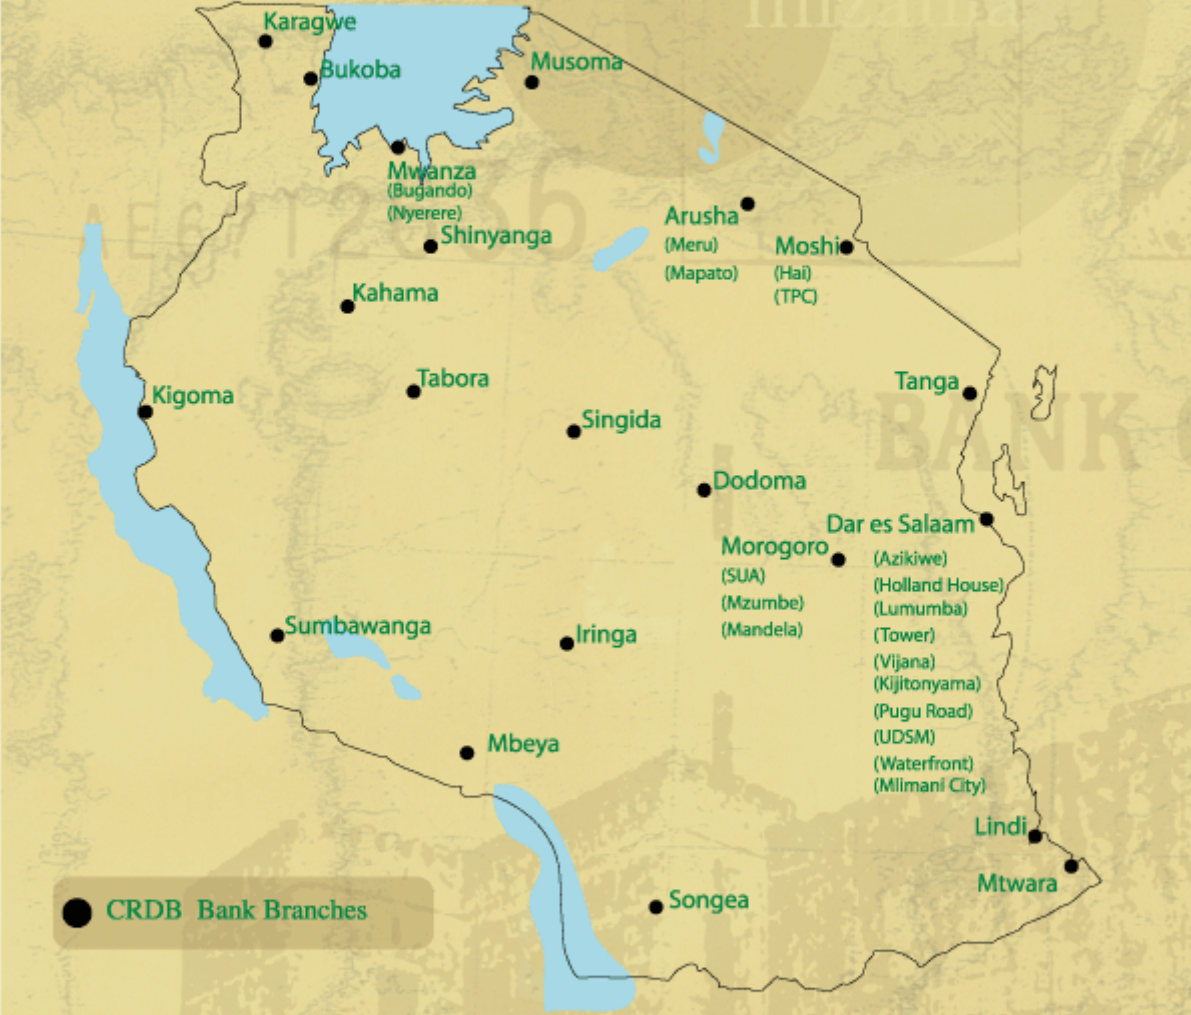 Karagwe
Bukoba
Musoma
Mwanza
(Bugando)
(Nyerere)
Shinyanga
Arusha
(Meru)
(Mapato)
Moshi
(Hai)
(TPC)
Kahama
Tabora
Kigoma
Singida
Tanga
BANK
Dodoma
Dar es Salaam
(Azikiwe)
(Holland House)
(Lumumba)
(Tower)
(Vijana)
(Kijitonyama)
(Pugu Road)
(UDSM)
(Waterfront)
(Mlimani City)
Morogoro
(SUA)
(Mzumbe)
(Mandela)
Sumbawanga
Iringa
Mbeya
Lindi
Mtwara
Songea
CRDB Bank Branches